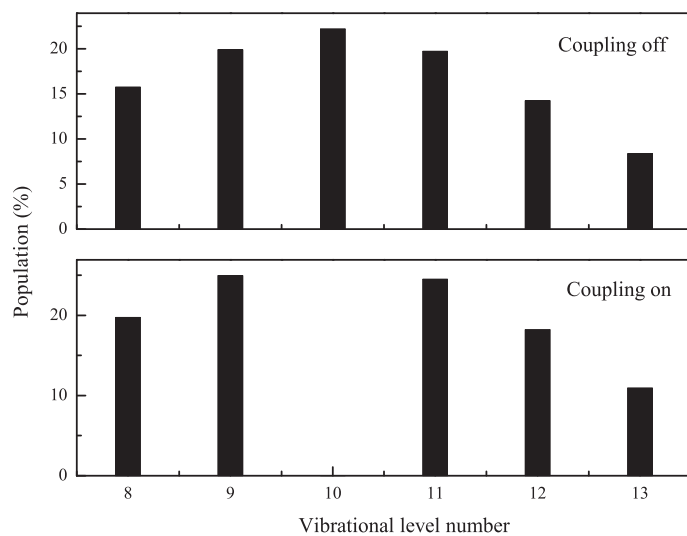 Population (%)
20
15
10
5
0
Coupling off
20
10
0
Coupling on
8 9 10 11 12 13
Vibrational level number